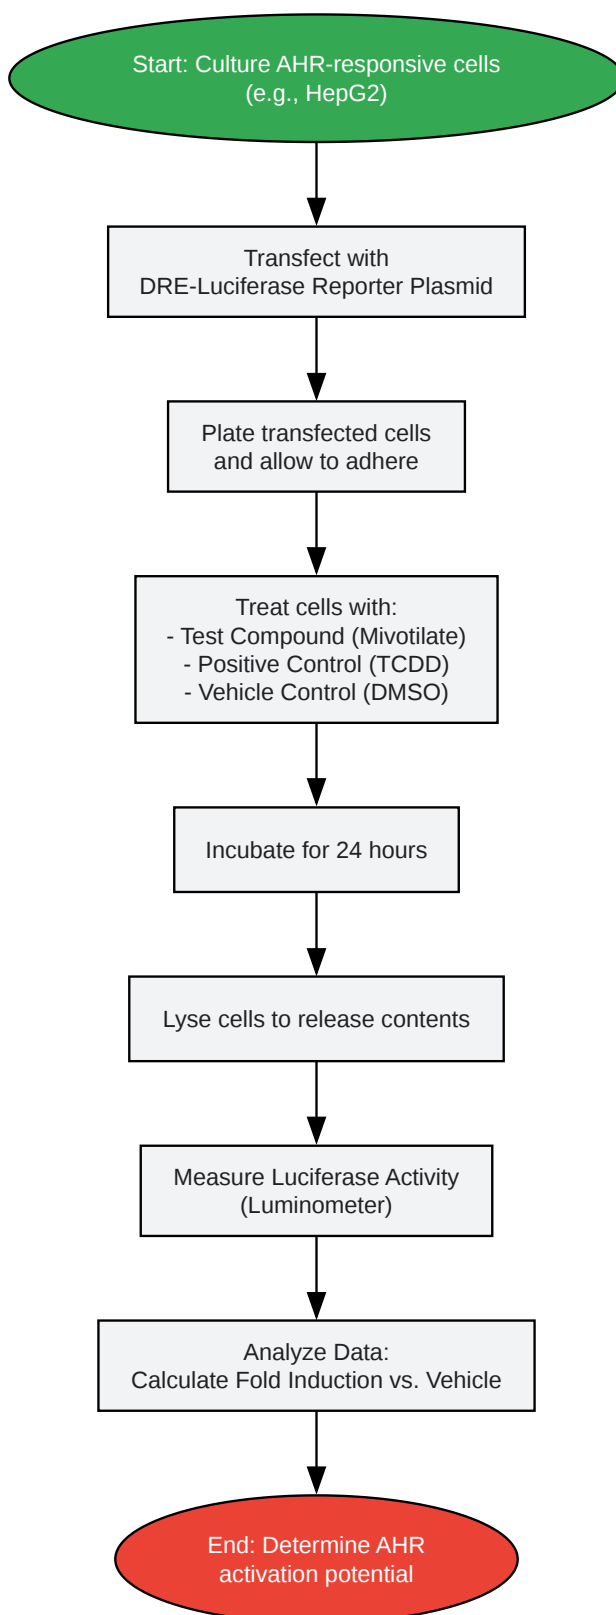 Start: Culture AHR-responsive cells
(e.g., HepG2)
Transfect with
DRE-Luciferase Reporter Plasmid
Plate transfected cells
and allow to adhere
Treat cells with:
- Test Compound (Mivotilate)
- Positive Control (TCDD)
- Vehicle Control (DMSO)
Incubate for 24 hours
Lyse cells to release contents
Measure Luciferase Activity
(Luminometer)
Analyze Data:
Calculate Fold Induction vs. Vehicle
End: Determine AHR
activation potential